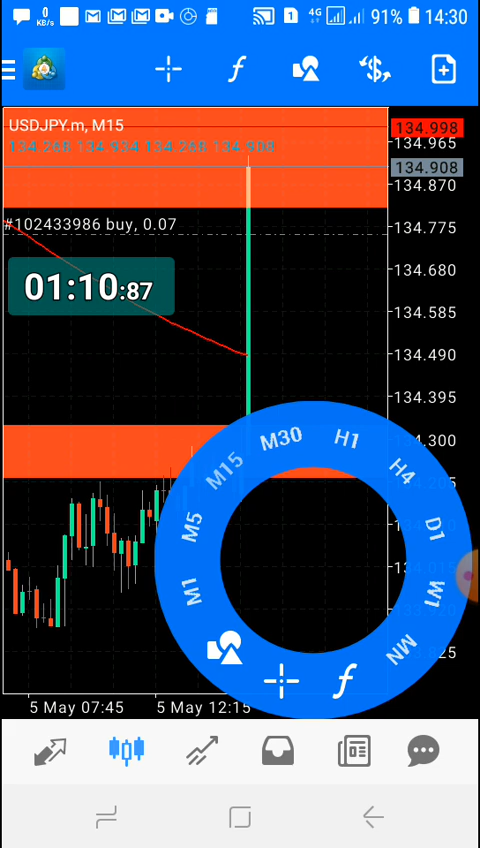 0 KB/s 1 4G 91% 14:30
f
USDJPY.m, M15
134.268 134.934 134.268 134.908
134.998
134.965
134.908
134.870
#102433986 buy, 0.07
134.775
134.680
01:10:87
134.585
134.490
134.395
134.300
M1 M5 M15 M30 H1 H4 D1 W1 MN
f
5 May 07:45 5 May 12:15